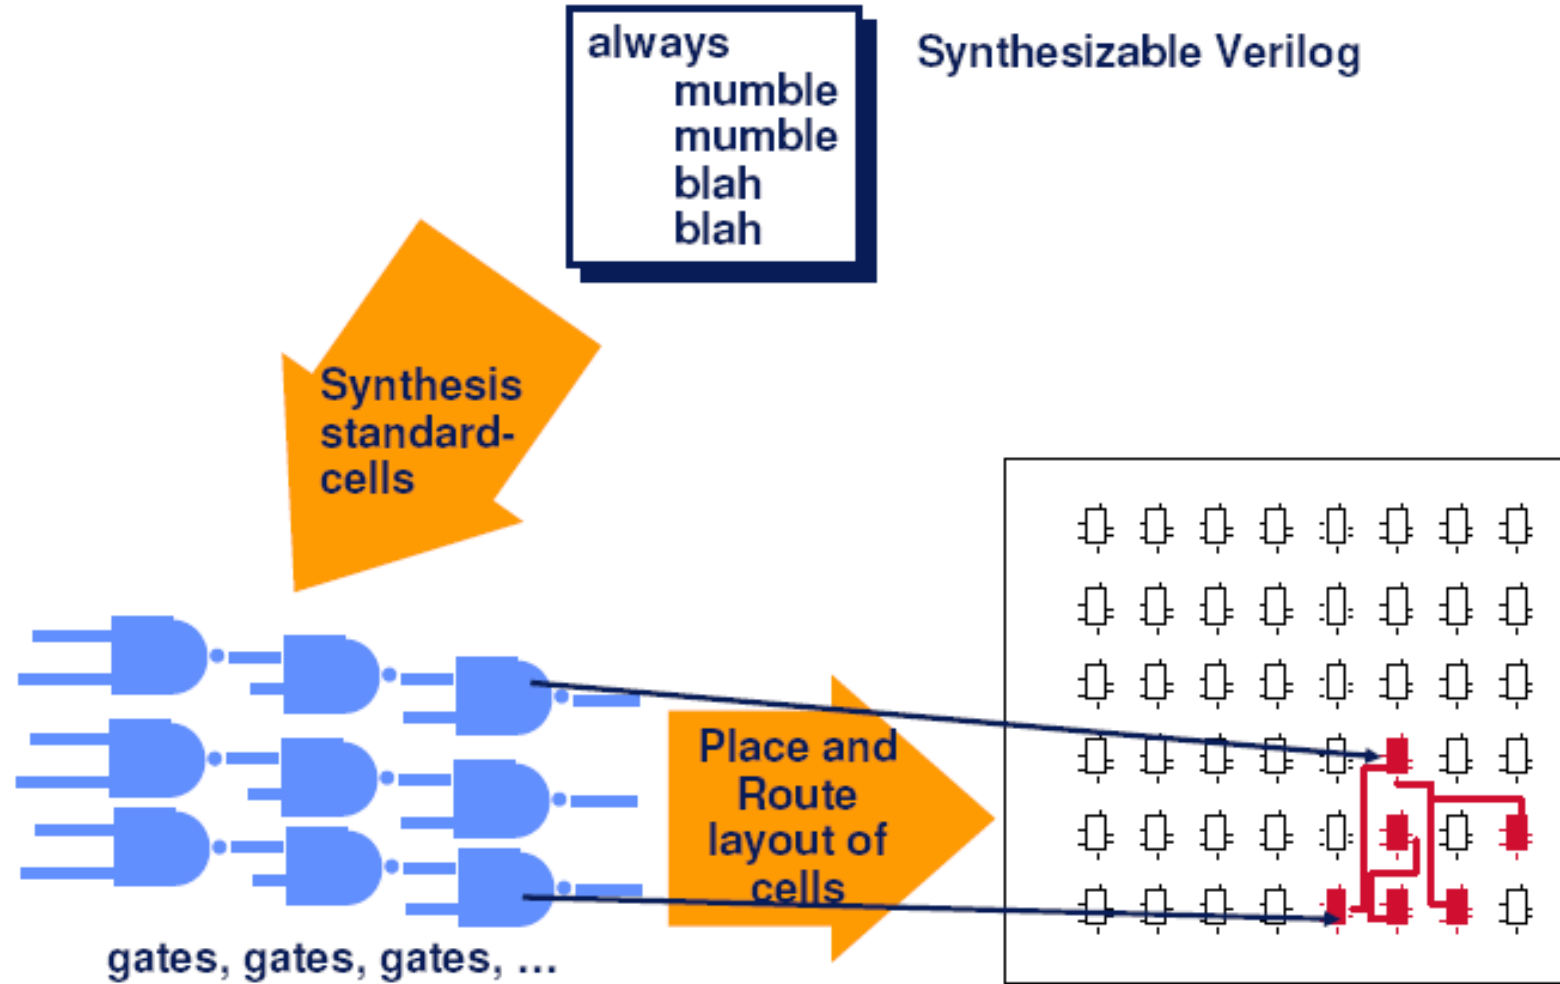 always
mumble
mumble
blah
blah
Synthesizable Verilog
Synthesis
standard-
cells
Place and
Route
layout of
cells
gates, gates, gates, ...